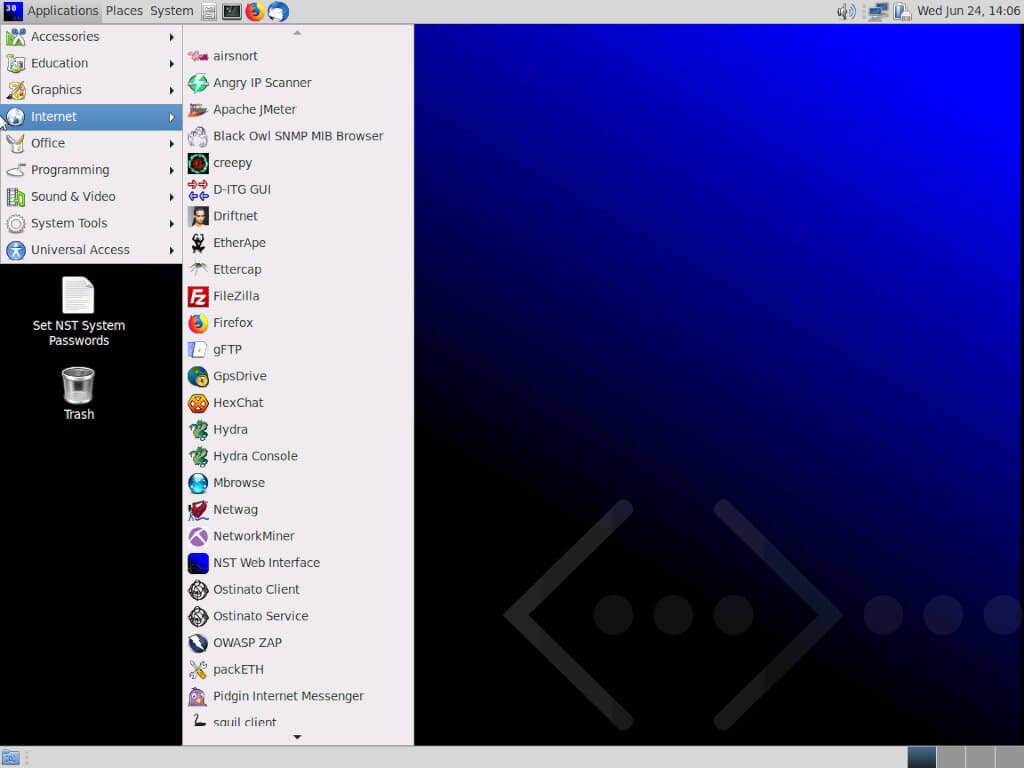 30 Applications Places System Wed Jun 24, 14:06
Accessories
Education
Graphics
Internet
Office
Programming
Sound & Video
System Tools
Universal Access
airsnort
Angry IP Scanner
Apache JMeter
Black Owl SNMP MIB Browser
creepy
D-ITG GUI
Driftnet
EtherApe
Ettercap
FileZilla
Firefox
gFTP
GpsDrive
HexChat
Hydra
Hydra Console
Mbrowse
Netwag
NetworkMiner
NST Web Interface
Ostinato Client
Ostinato Service
OWASP ZAP
packETH
Pidgin Internet Messenger
sguil client
Set NST System
Passwords
Trash